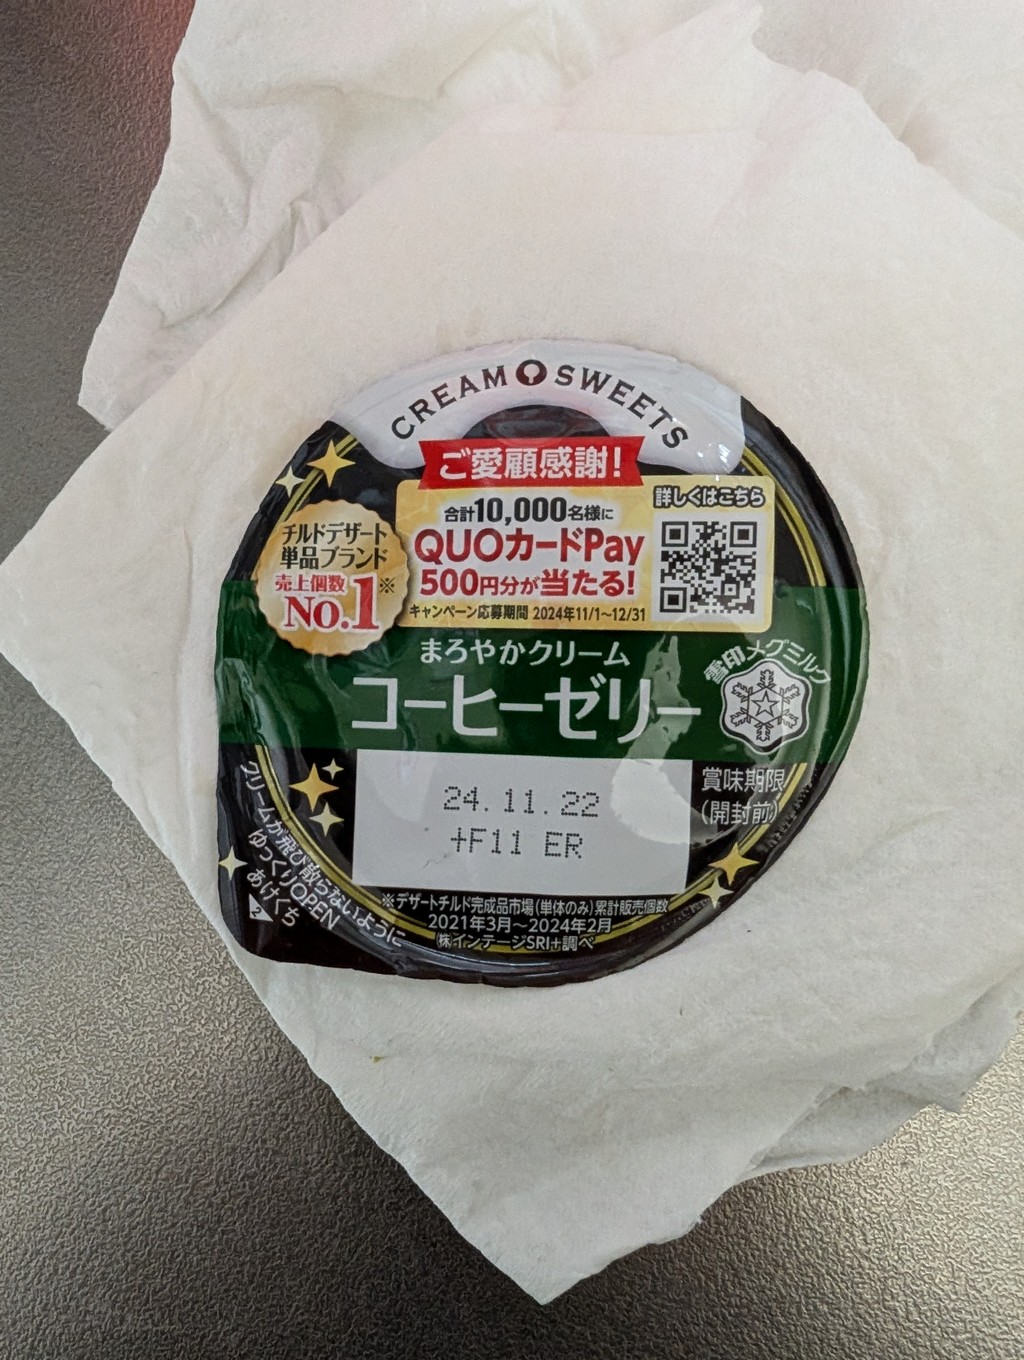 CREAM SWEETS
ご愛顧感謝!
チルドデザート
単品ブランド
売上個数
No.1※
合計10,000名様に
QUOカードPay
500円分が当たる!
キャンペーン応募期間 2024年11/1~12/31
詳しくはこちら
まろやかクリーム
コーヒーゼリー
雪印メグミルク
賞味期限
(開封前)
24.11.22
+F11 ER
※デザートチルド完成品市場(単体のみ)累計販売個数
2021年3月~2024年2月
㈱インテージSRI+調べ
クリームが飛び散らないように
ゆっくりOPEN
あけくち
2